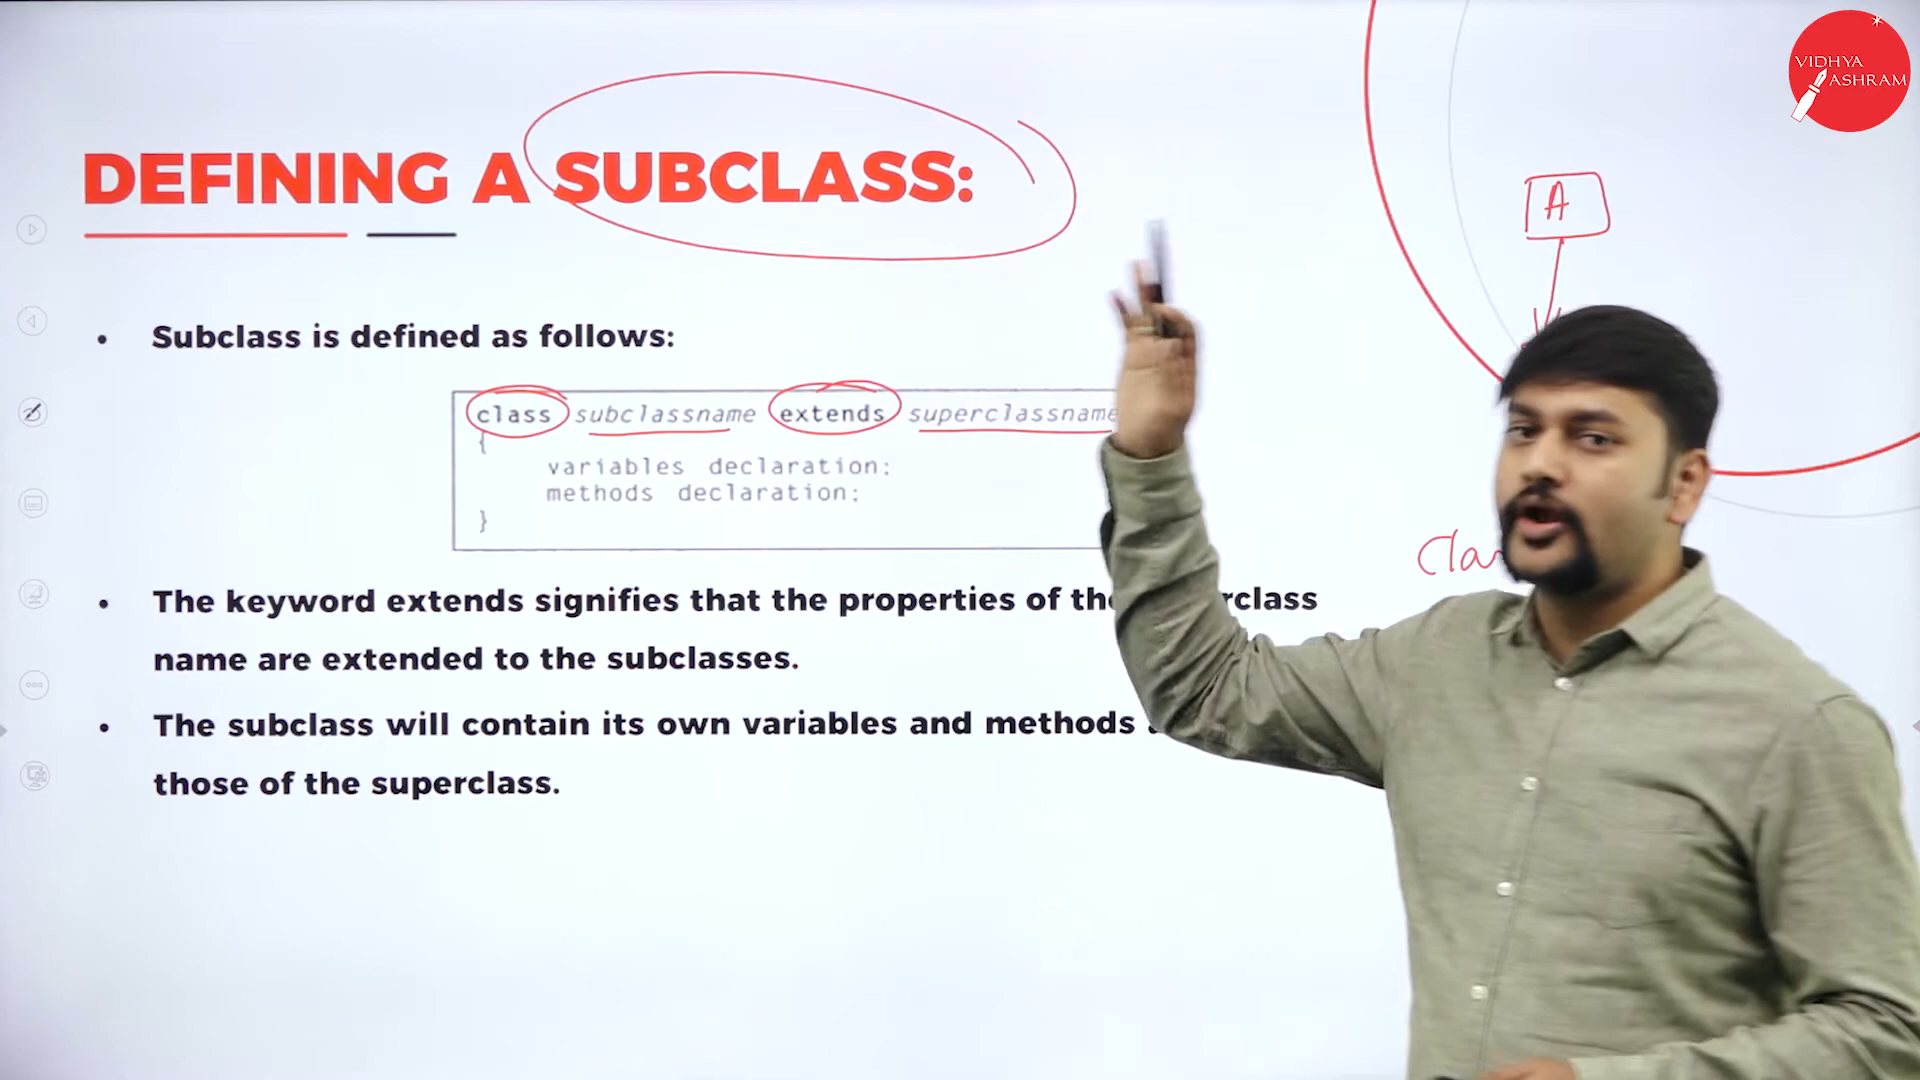 VIDHYA
ASHRAM
DEFINING A SUBCLASS:
A
• Subclass is defined as follows:
class subclassname extends superclassname
{
variables declaration;
methods declaration;
}
• The keyword extends signifies that the properties of the
name are extended to the subclasses.
• The subclass will contain its own variables and methods
those of the superclass.